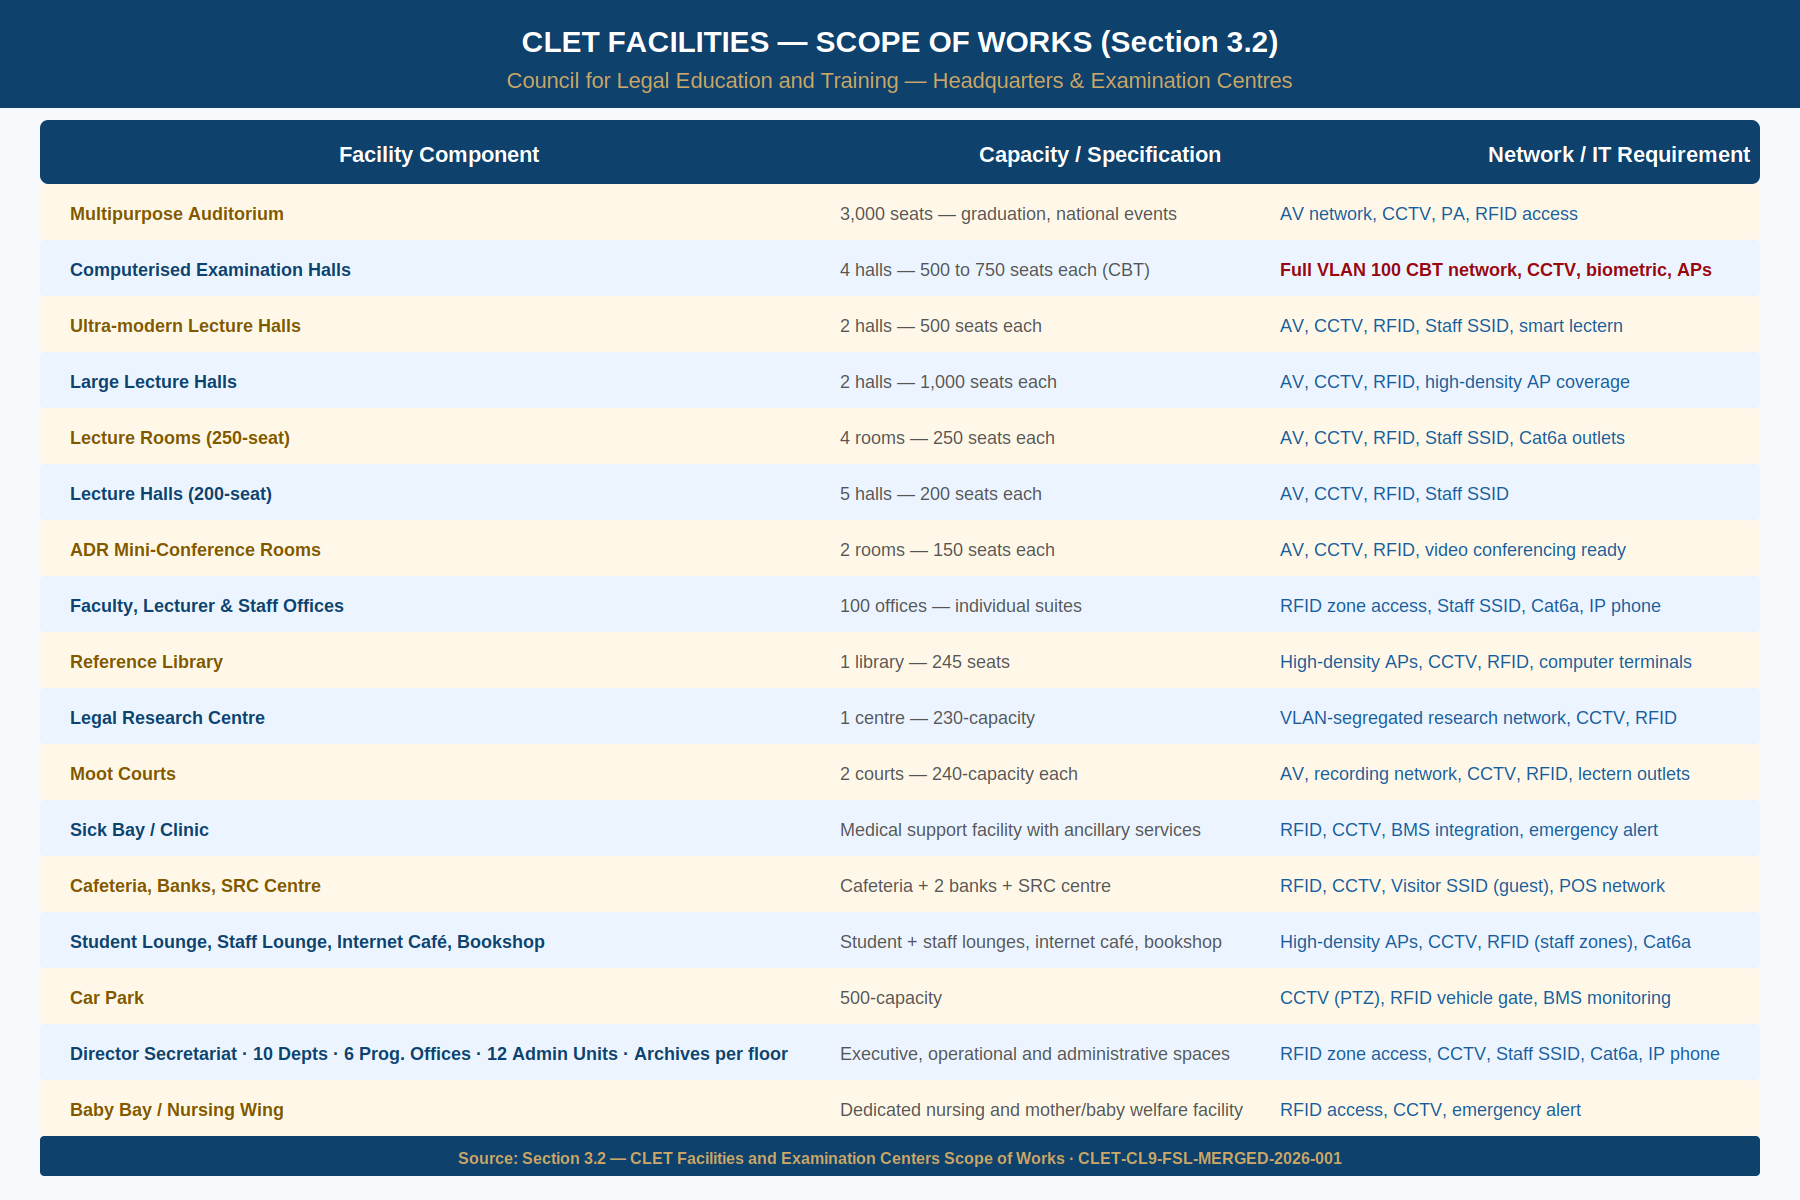 CLET FACILITIES — SCOPE OF WORKS (Section 3.2)
Council for Legal Education and Training — Headquarters & Examination Centres
Facility Component Capacity / Specification Network / IT Requirement
Multipurpose Auditorium 3,000 seats — graduation, national events AV network, CCTV, PA, RFID access
Computerised Examination Halls 4 halls — 500 to 750 seats each (CBT) Full VLAN 100 CBT network, CCTV, biometric, APs
Ultra-modern Lecture Halls 2 halls — 500 seats each AV, CCTV, RFID, Staff SSID, smart lectern
Large Lecture Halls 2 halls — 1,000 seats each AV, CCTV, RFID, high-density AP coverage
Lecture Rooms (250-seat) 4 rooms — 250 seats each AV, CCTV, RFID, Staff SSID, Cat6a outlets
Lecture Halls (200-seat) 5 halls — 200 seats each AV, CCTV, RFID, Staff SSID
ADR Mini-Conference Rooms 2 rooms — 150 seats each AV, CCTV, RFID, video conferencing ready
Faculty, Lecturer & Staff Offices 100 offices — individual suites RFID zone access, Staff SSID, Cat6a, IP phone
Reference Library 1 library — 245 seats High-density APs, CCTV, RFID, computer terminals
Legal Research Centre 1 centre — 230-capacity VLAN-segregated research network, CCTV, RFID
Moot Courts 2 courts — 240-capacity each AV, recording network, CCTV, RFID, lectern outlets
Sick Bay / Clinic Medical support facility with ancillary services RFID, CCTV, BMS integration, emergency alert
Cafeteria, Banks, SRC Centre Cafeteria + 2 banks + SRC centre RFID, CCTV, Visitor SSID (guest), POS network
Student Lounge, Staff Lounge, Internet Café, Bookshop Student + staff lounges, internet café, bookshop High-density APs, CCTV, RFID (staff zones), Cat6a
Car Park 500-capacity CCTV (PTZ), RFID vehicle gate, BMS monitoring
Director Secretariat · 10 Depts · 6 Prog. Offices · 12 Admin Units · Archives per floor Executive, operational and administrative spaces RFID zone access, CCTV, Staff SSID, Cat6a, IP phone
Baby Bay / Nursing Wing Dedicated nursing and mother/baby welfare facility RFID access, CCTV, emergency alert
Source: Section 3.2 — CLET Facilities and Examination Centers Scope of Works · CLET-CL9-FSL-MERGED-2026-001